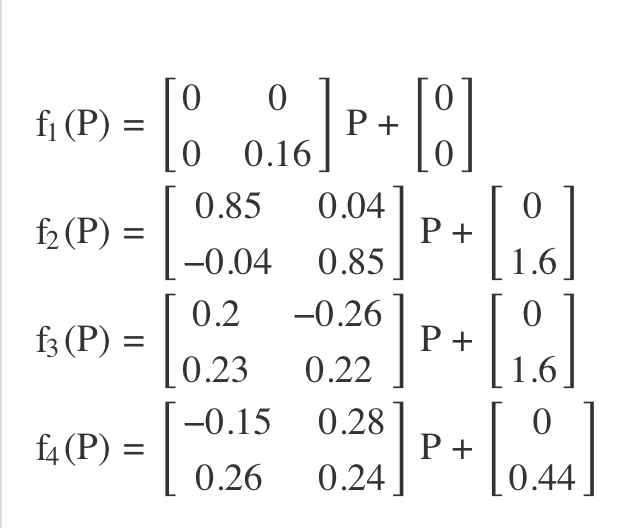 f₁(P) = [0 0; 0 0.16] P + [0; 0]
f₂(P) = [0.85 0.04; −0.04 0.85] P + [0; 1.6]
f₃(P) = [0.2 −0.26; 0.23 0.22] P + [0; 1.6]
f₄(P) = [−0.15 0.28; 0.26 0.24] P + [0; 0.44]